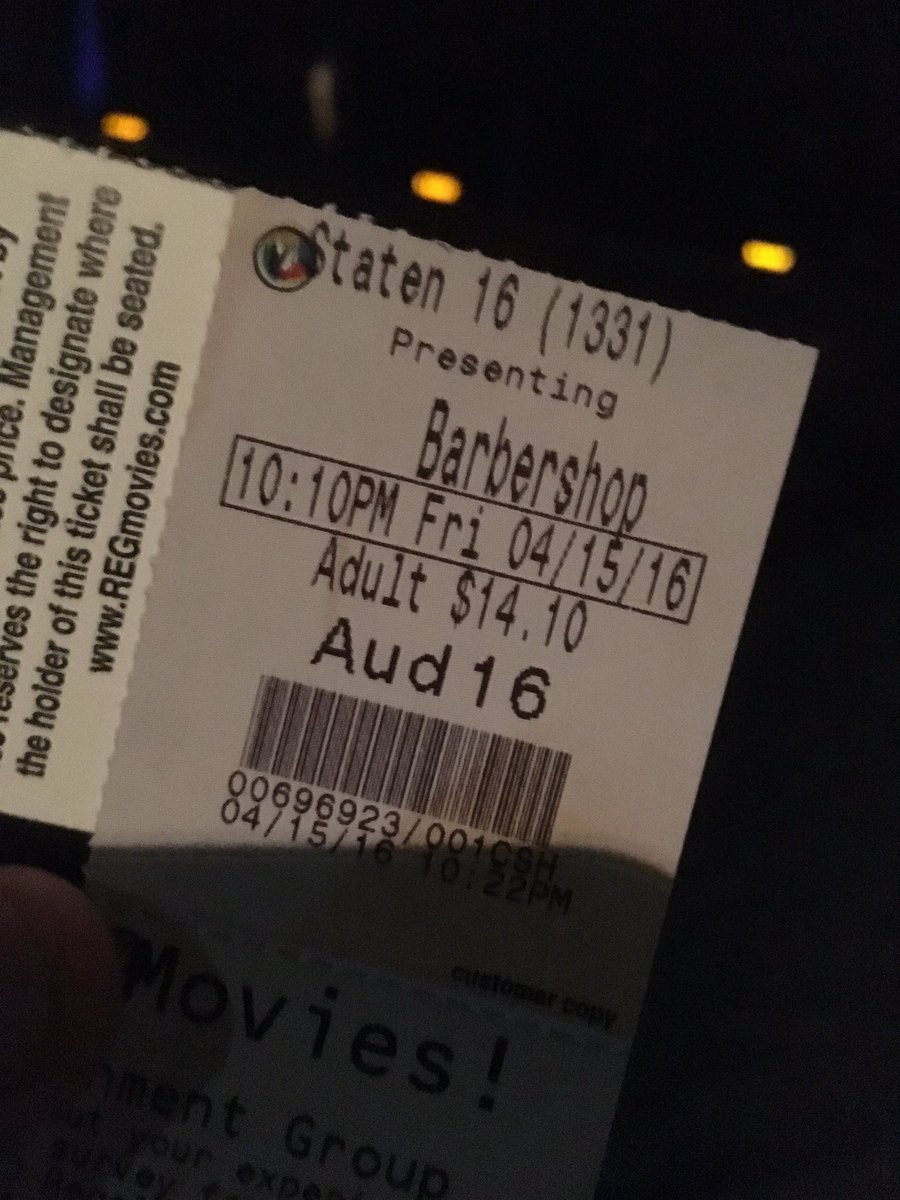 Staten 16 (1331)
Presenting
Barbershop
10:10PM Fri 04/15/16
Adult $14.10
Aud 16
00696923/001CSH
04/15/16 10:22PM
customer copy
Movies!
Group
your
price. Management
reserves the right to designate where
the holder of this ticket shall be seated.
www.REGmovies.com